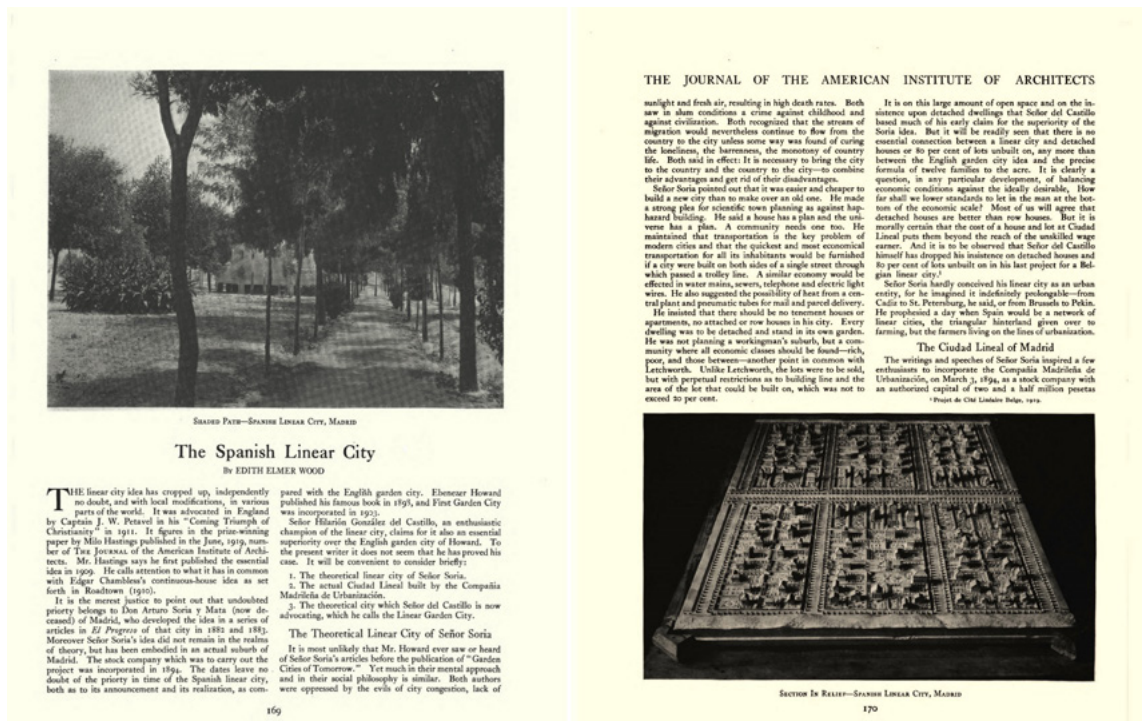 SHADED PATH—SPANISH LINEAR CITY, MADRID
The Spanish Linear City
By EDITH ELMER WOOD
THE linear city idea has cropped up, independently
no doubt, and with local modifications, in various
parts of the world. It was advocated in England
by Captain J. W. Petavel in his "Coming Triumph of
Christianity" in 1911. It figures in the prize-winning
paper by Milo Hastings published in the June, 1919, num-
ber of THE JOURNAL of the American Institute of Archi-
tects. Mr. Hastings says he first published the essential
idea in 1909. He calls attention to what it has in common
with Edgar Chambless's continuous-house idea as set
forth in Roadtown (1910).
It is the merest justice to point out that undoubted
priority belongs to Don Arturo Soria y Mata (now de-
ceased) of Madrid, who developed the idea in a series of
articles in El Progreso of that city in 1882 and 1883.
Moreover Señor Soria's idea did not remain in the realms
of theory, but has been embodied in an actual suburb of
Madrid. The stock company which was to carry out the
project was incorporated in 1894. The dates leave no
doubt of the priorty in time of the Spanish linear city,
both as to its announcement and its realization, as com-
pared with the English garden city. Ebenezer Howard
published his famous book in 1898, and First Garden City
was incorporated in 1903.
Señor Hilarión González del Castillo, an enthusiastic
champion of the linear city, claims for it also an essential
superiority over the English garden city of Howard. To
the present writer it does not seem that he has proved his
case. It will be convenient to consider briefly:
1. The theoretical linear city of Señor Soria.
2. The actual Ciudad Lineal built by the Compañia
Madrileña de Urbanización.
3. The theoretical city which Señor del Castillo is now
advocating, which he calls the Linear Garden City.
The Theoretical Linear City of Señor Soria
It is most unlikely that Mr. Howard ever saw or heard
of Señor Soria's articles before the publication of "Garden
Cities of Tomorrow." Yet much in their mental approach
and in their social philosophy is similar. Both authors
were oppressed by the evils of city congestion, lack of
169
THE JOURNAL OF THE AMERICAN INSTITUTE OF ARCHITECTS
sunlight and fresh air, resulting in high death rates. Both
saw in slum conditions a crime against childhood and
against civilization. Both recognized that the stream of
migration would nevertheless continue to flow from the
country to the city unless some way was found of curing
the loneliness, the barrenness, the monotony of country
life. Both said in effect: It is necessary to bring the city
to the country and the country to the city—to combine
their advantages and get rid of their disadvantages.
Señor Soria pointed out that it was easier and cheaper to
build a new city than to make over an old one. He made
a strong plea for scientific town planning as against hap-
hazard building. He said a house has a plan and the uni-
verse has a plan. A community needs one too. He
maintained that transportation is the key problem of
modern cities and that the quickest and most economical
transportation for all its inhabitants would be furnished
if a city were built on both sides of a single street through
which passed a trolley line. A similar economy would be
effected in water mains, sewers, telephone and electric light
wires. He also suggested the possibility of heat from a cen-
tral plant and pneumatic tubes for mail and parcel delivery.
He insisted that there should be no tenement houses or
apartments, no attached or row houses in his city. Every
dwelling was to be detached and stand in its own garden.
He was not planning a workingman's suburb, but a com-
munity where all economic classes should be found—rich,
poor, and those between—another point in common with
Letchworth. Unlike Letchworth, the lots were to be sold,
but with perpetual restrictions as to building line and the
area of the lot that could be built on, which was not to
exceed 20 per cent.
It is on this large amount of open space and on the in-
sistence upon detached dwellings that Señor del Castillo
based much of his early claim for the superiority of the
Soria idea. But it will be readily seen that there is no
essential connection between a linear city and detached
houses or 80 per cent of lots unbuilt on, any more than
between the English garden city idea and the precise
formula of twelve families to the acre. It is clearly a
question, in any particular development, of balancing
economic conditions against the ideally desirable, How
far shall we lower standards to let in the man at the bot-
tom of the economic scale? Most of us will agree that
detached houses are better than row houses. But it is
morally certain that the cost of a house and lot at Ciudad
Lineal puts them beyond the reach of the unskilled wage
earner. And it is to be observed that Señor del Castillo
himself has dropped his insistence on detached houses and
80 per cent of lots unbuilt on in his last project for a Bel-
gian linear city.¹
Señor Soria hardly conceived his linear city as an urban
entity, for he imagined it indefinitely prolongable—from
Cadiz to St. Petersburg, he said, or from Brussels to Pekin.
He prophesied a day when Spain would be a network of
linear cities, the triangular hinterland given over to
farming, but the farmers living on the lines of urbanization.
The Ciudad Lineal of Madrid
The writings and speeches of Señor Soria inspired a few
enthusiasts to incorporate the Compañia Madrileña de
Urbanización, on March 3, 1894, as a stock company with
an authorized capital of two and a half million pesetas
¹ Projet de Cité Linéaire Belge, 1919.
SECTION IN RELIEF—SPANISH LINEAR CITY, MADRID
170